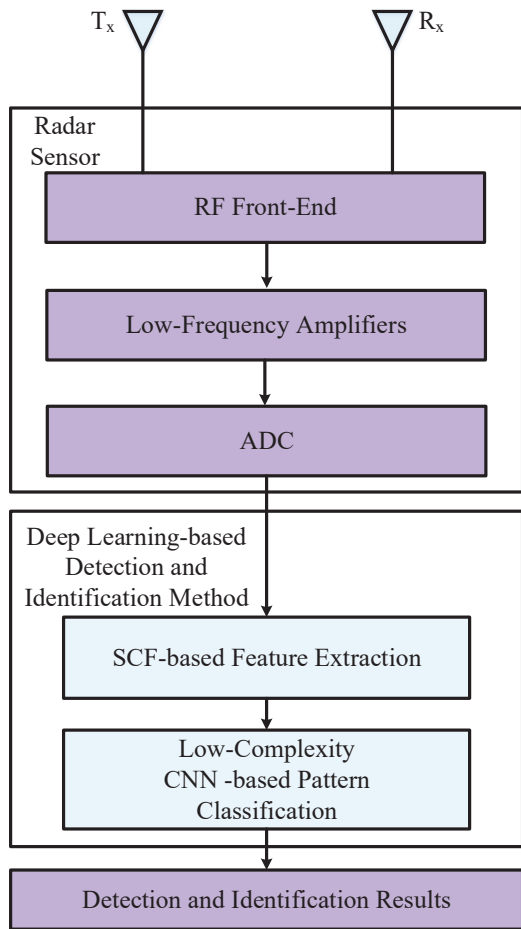 Tx
Rx
Radar
Sensor
RF Front-End
Low-Frequency Amplifiers
ADC
Deep Learning-based
Detection and
Identification Method
SCF-based Feature Extraction
Low-Complexity
CNN -based Pattern
Classification
Detection and Identification Results